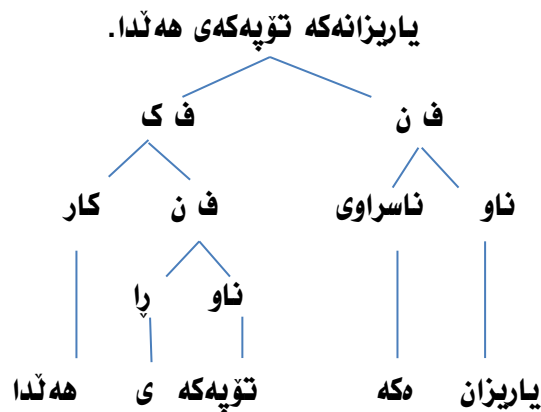 یاریزانەکە تۆپەکەی هەڵدا.
ف ن ف ک
ناو ناسراوی ف ن کار
ناو ڕا
یاریزان ەکە تۆپەکە ی هەڵدا